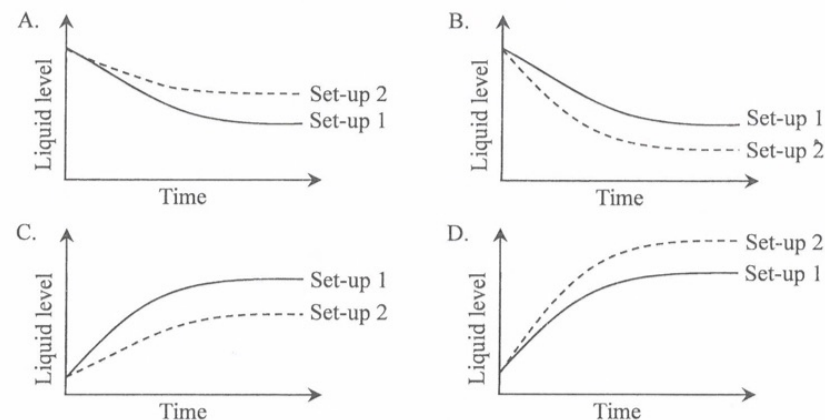 A.
Liquid level
Set-up 2
Set-up 1
Time
B.
Liquid level
Set-up 1
Set-up 2
Time
C.
Liquid level
Set-up 1
Set-up 2
Time
D.
Liquid level
Set-up 2
Set-up 1
Time